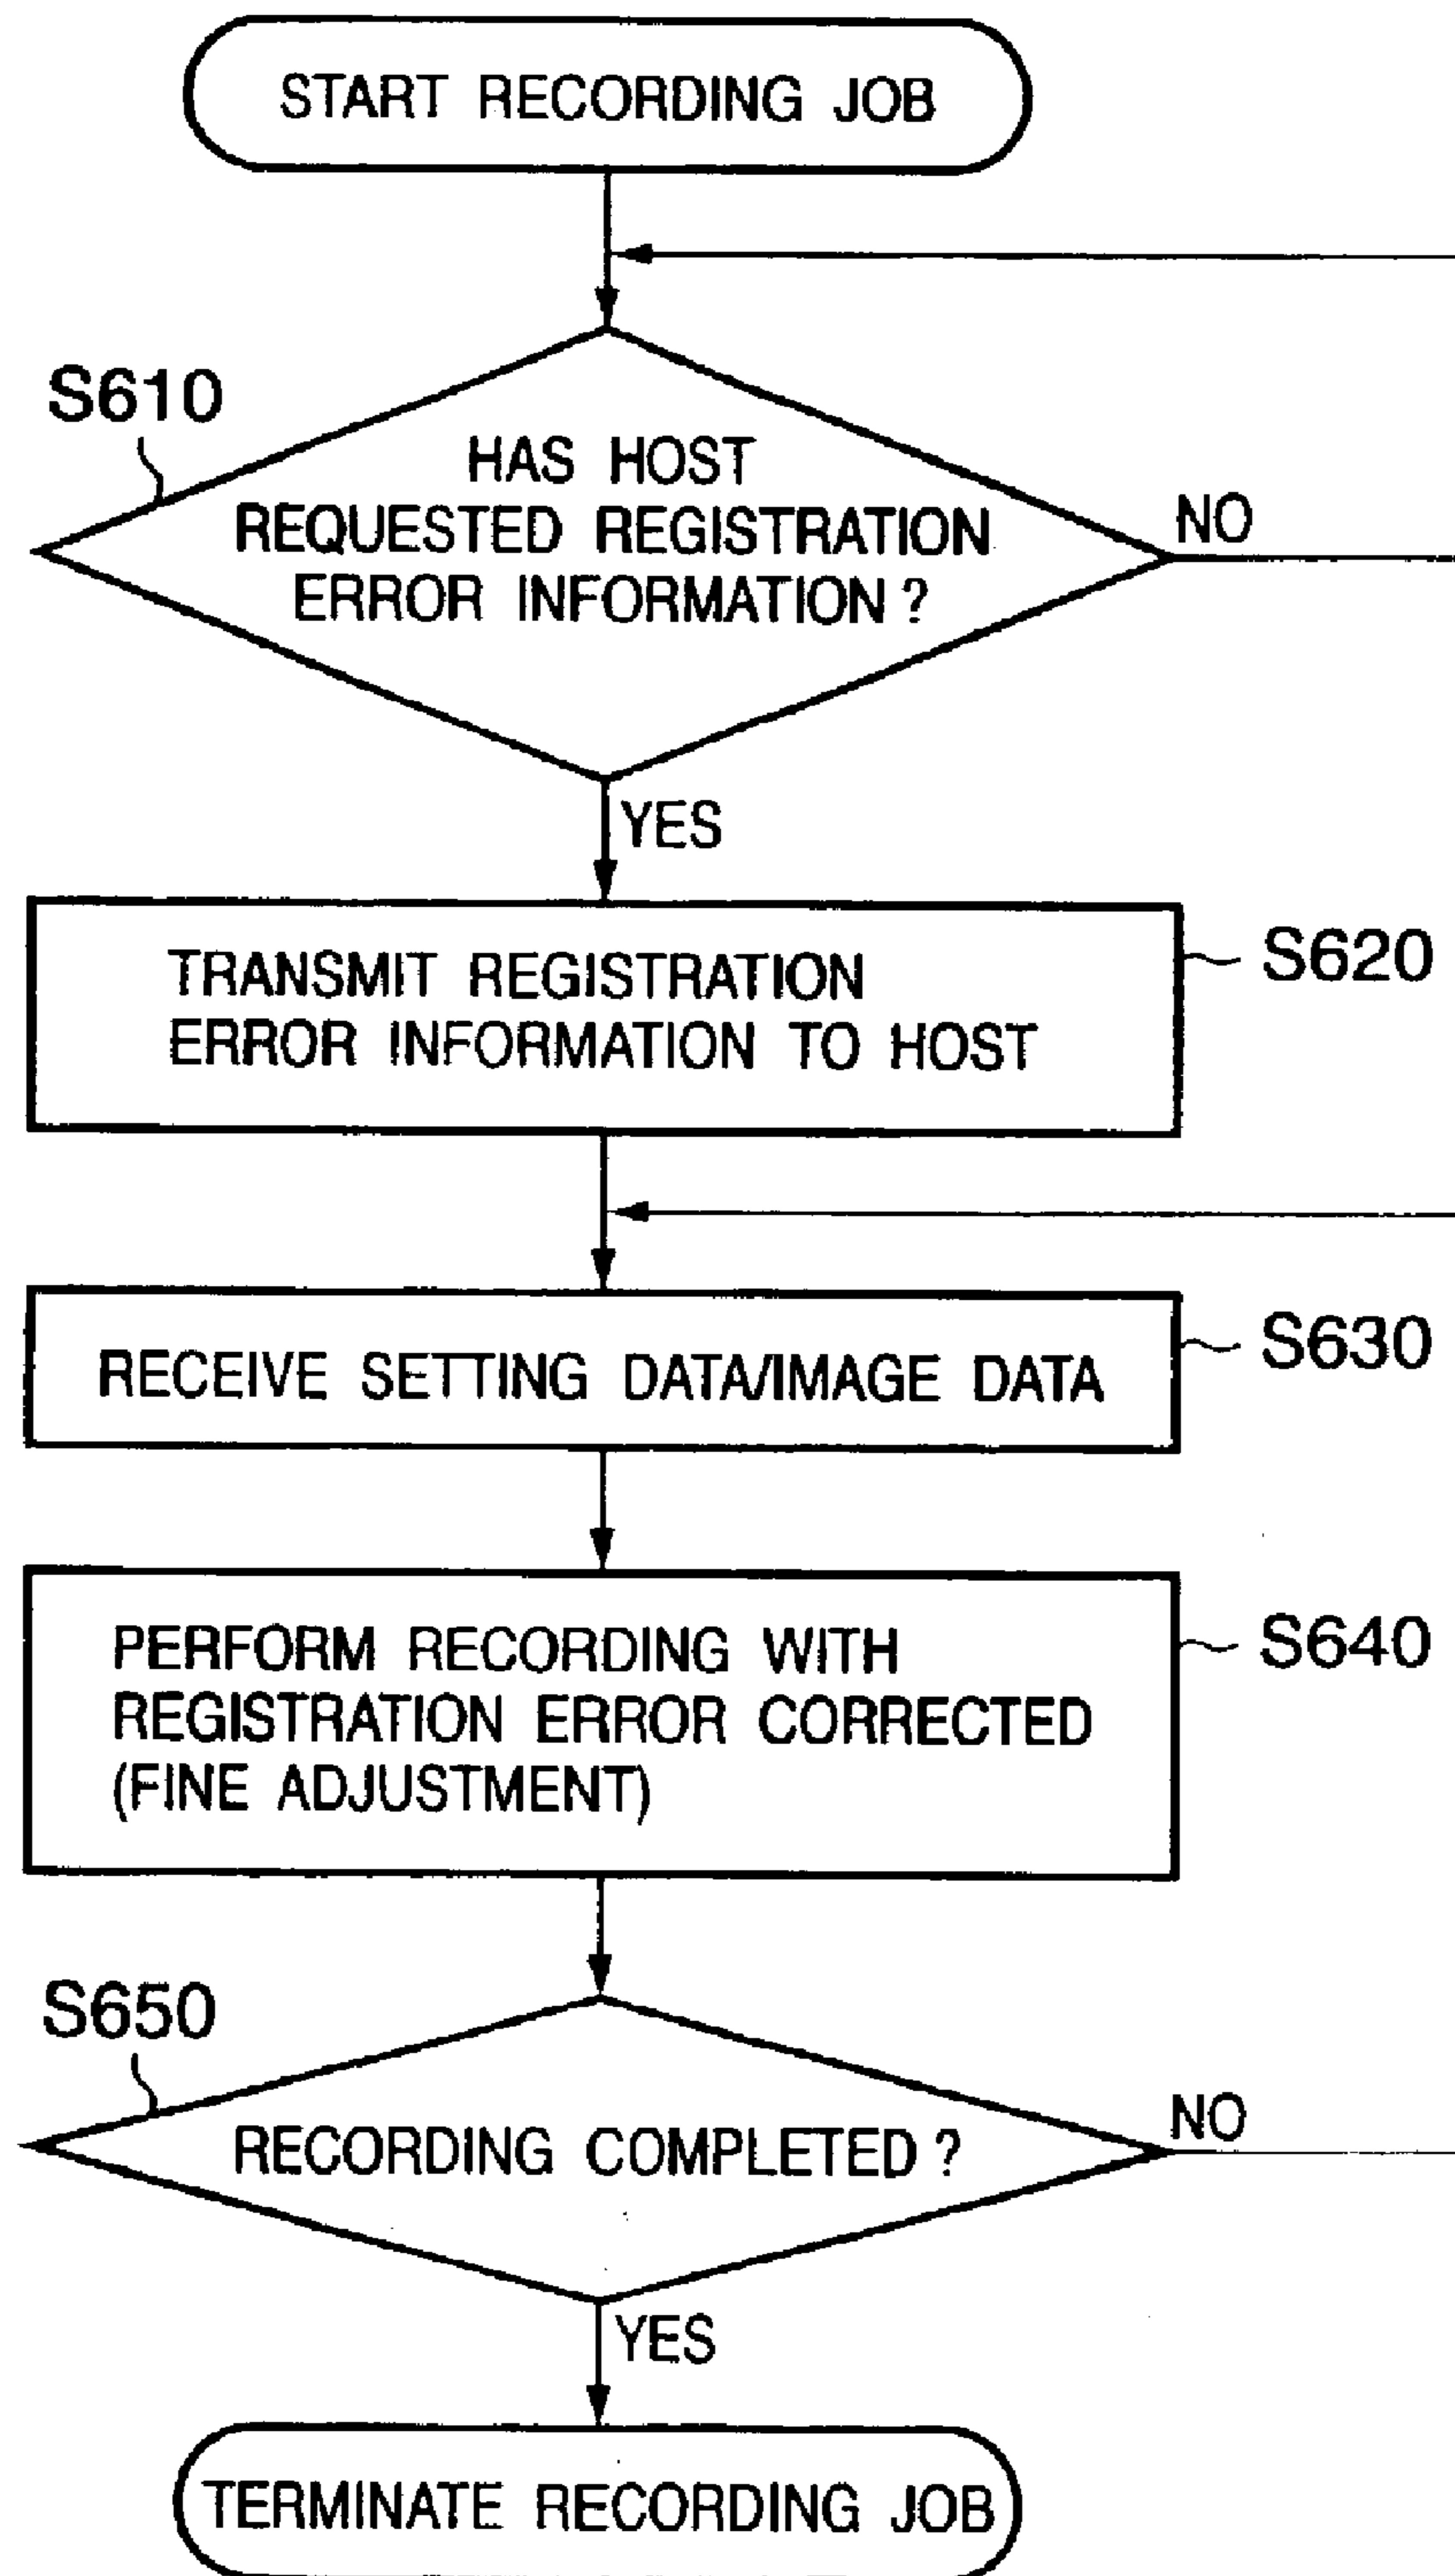 START RECORDING JOB
S610
HAS HOST
REQUESTED REGISTRATION
ERROR INFORMATION ?
NO
YES
TRANSMIT REGISTRATION
ERROR INFORMATION TO HOST
S620
RECEIVE SETTING DATA/IMAGE DATA
S630
PERFORM RECORDING WITH
REGISTRATION ERROR CORRECTED
(FINE ADJUSTMENT)
S640
S650
RECORDING COMPLETED ?
NO
YES
TERMINATE RECORDING JOB